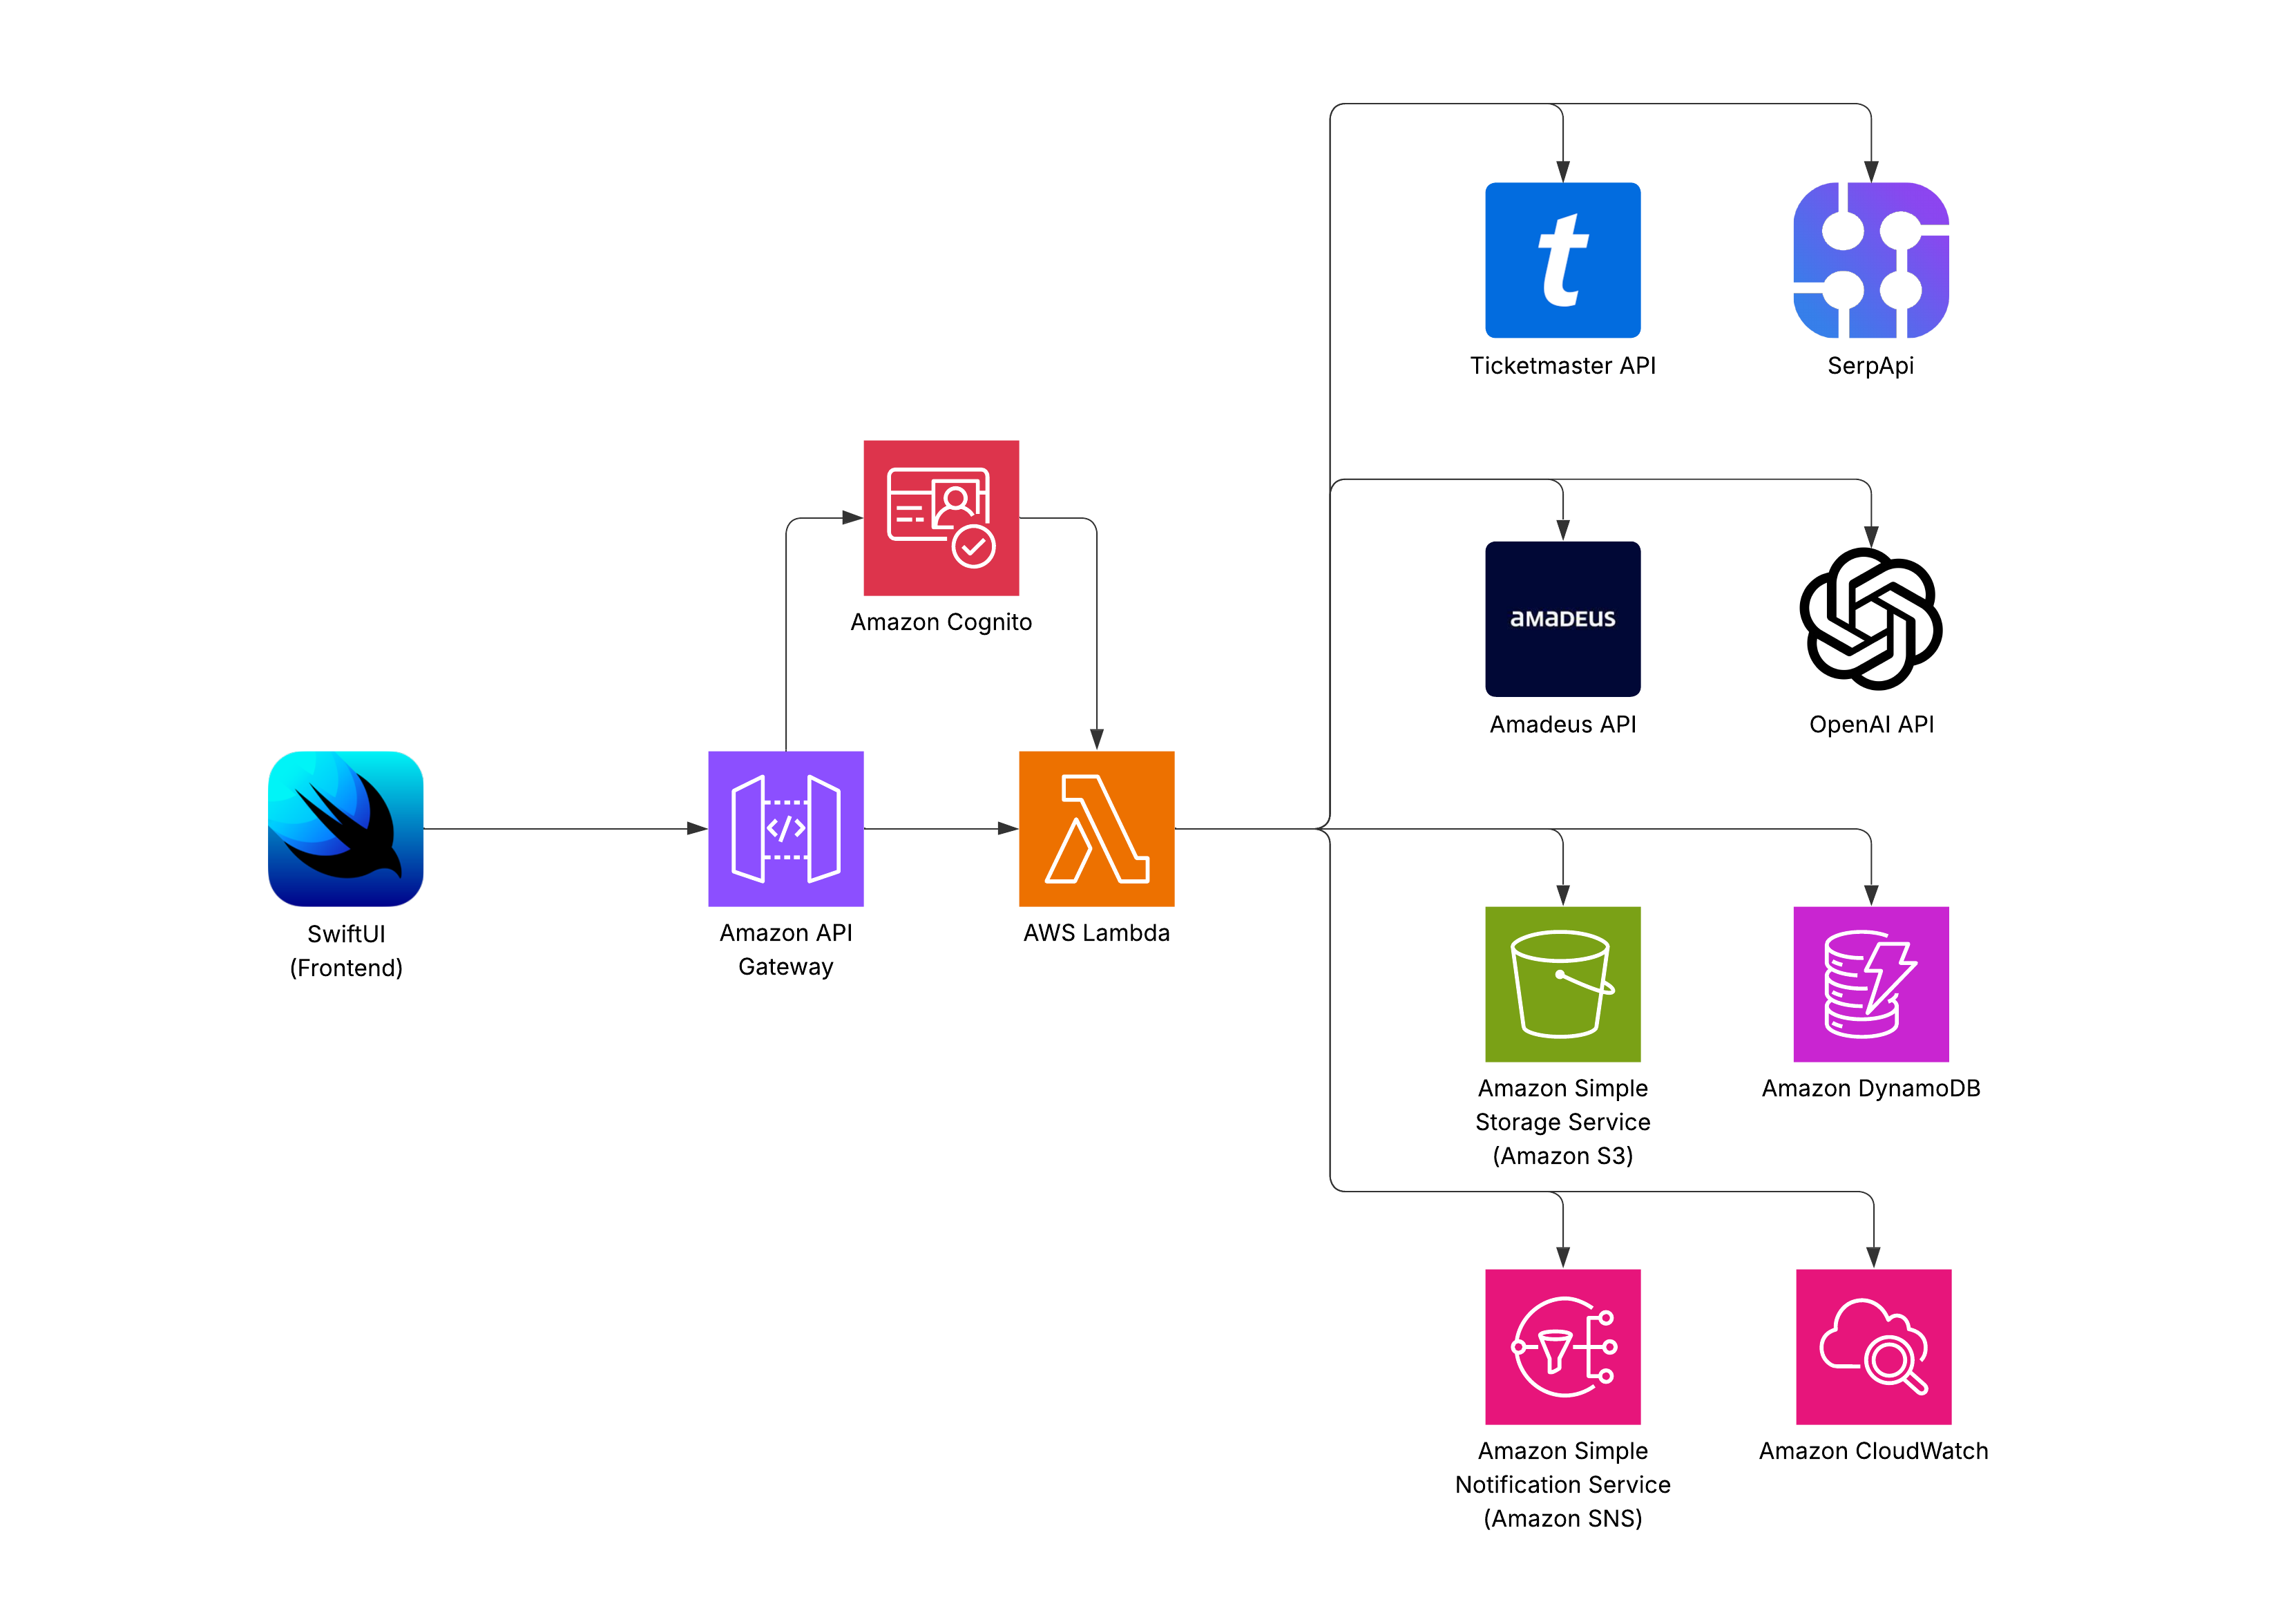 Ticketmaster API
SerpApi
Amazon Cognito
amadeus
Amadeus API
OpenAI API
SwiftUI
(Frontend)
Amazon API
Gateway
AWS Lambda
Amazon Simple
Storage Service
(Amazon S3)
Amazon DynamoDB
Amazon Simple
Notification Service
(Amazon SNS)
Amazon CloudWatch